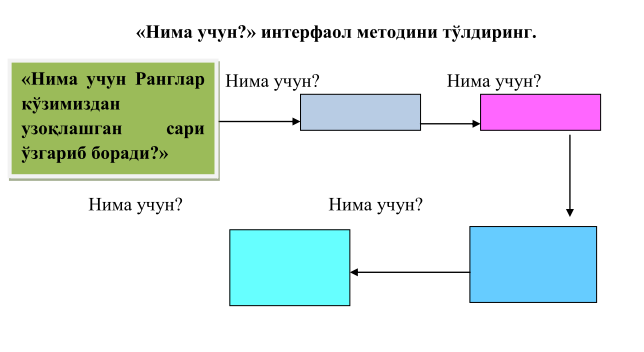 «Нима учун?» интерфаол методини тўлдиринг.
«Нима учун Ранглар
кўзимиздан
узоқлашган сари
ўзгариб боради?»
Нима учун?
Нима учун?
Нима учун?
Нима учун?